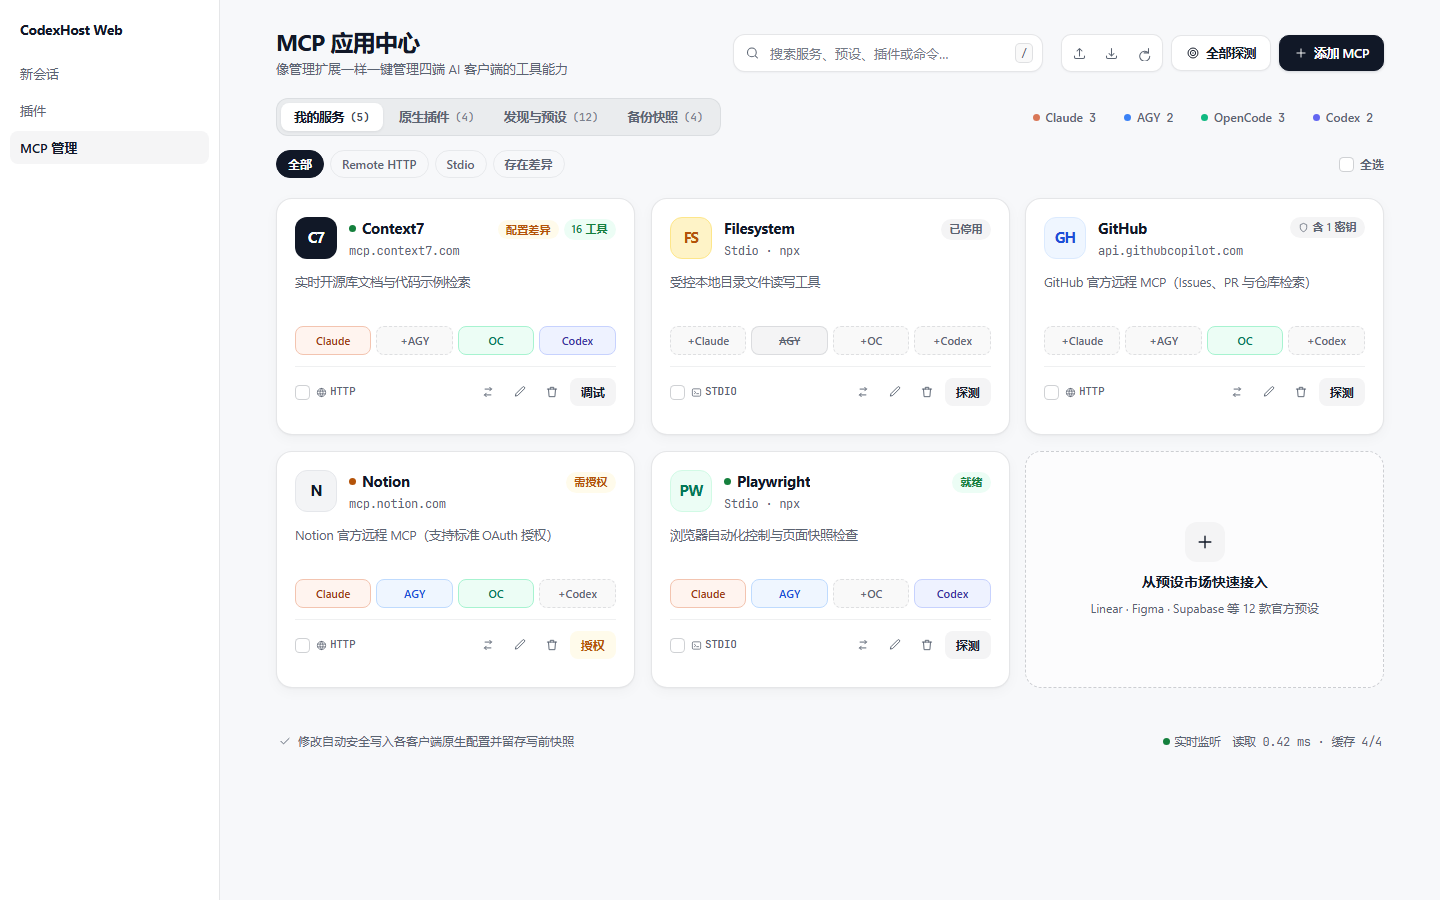 CodexHost Web
新会话
插件
MCP 管理
MCP 应用中心
像管理扩展一样一键管理四端 AI 客户端的工具能力
搜索服务、预设、插件或命令...
/
全部探测
添加 MCP
我的服务 (5)
原生插件 (4)
发现与预设 (12)
备份快照 (4)
Claude 3
AGY 2
OpenCode 3
Codex 2
全部
Remote HTTP
Stdio
存在差异
全选
C7
Context7
mcp.context7.com
配置差异
16 工具
实时开源库文档与代码示例检索
Claude
+AGY
OC
Codex
HTTP
调试
FS
Filesystem
Stdio · npx
已停用
受控本地目录文件读写工具
+Claude
AGY
+OC
+Codex
STDIO
探测
GH
GitHub
api.githubcopilot.com
含 1 密钥
GitHub 官方远程 MCP（Issues、PR 与仓库检索）
+Claude
+AGY
OC
+Codex
HTTP
探测
N
Notion
mcp.notion.com
需授权
Notion 官方远程 MCP（支持标准 OAuth 授权）
Claude
AGY
OC
+Codex
HTTP
授权
PW
Playwright
Stdio · npx
就绪
浏览器自动化控制与页面快照检查
Claude
AGY
+OC
Codex
STDIO
探测
从预设市场快速接入
Linear · Figma · Supabase 等 12 款官方预设
修改自动安全写入各客户端原生配置并留存写前快照
实时监听 读取 0.42 ms · 缓存 4/4